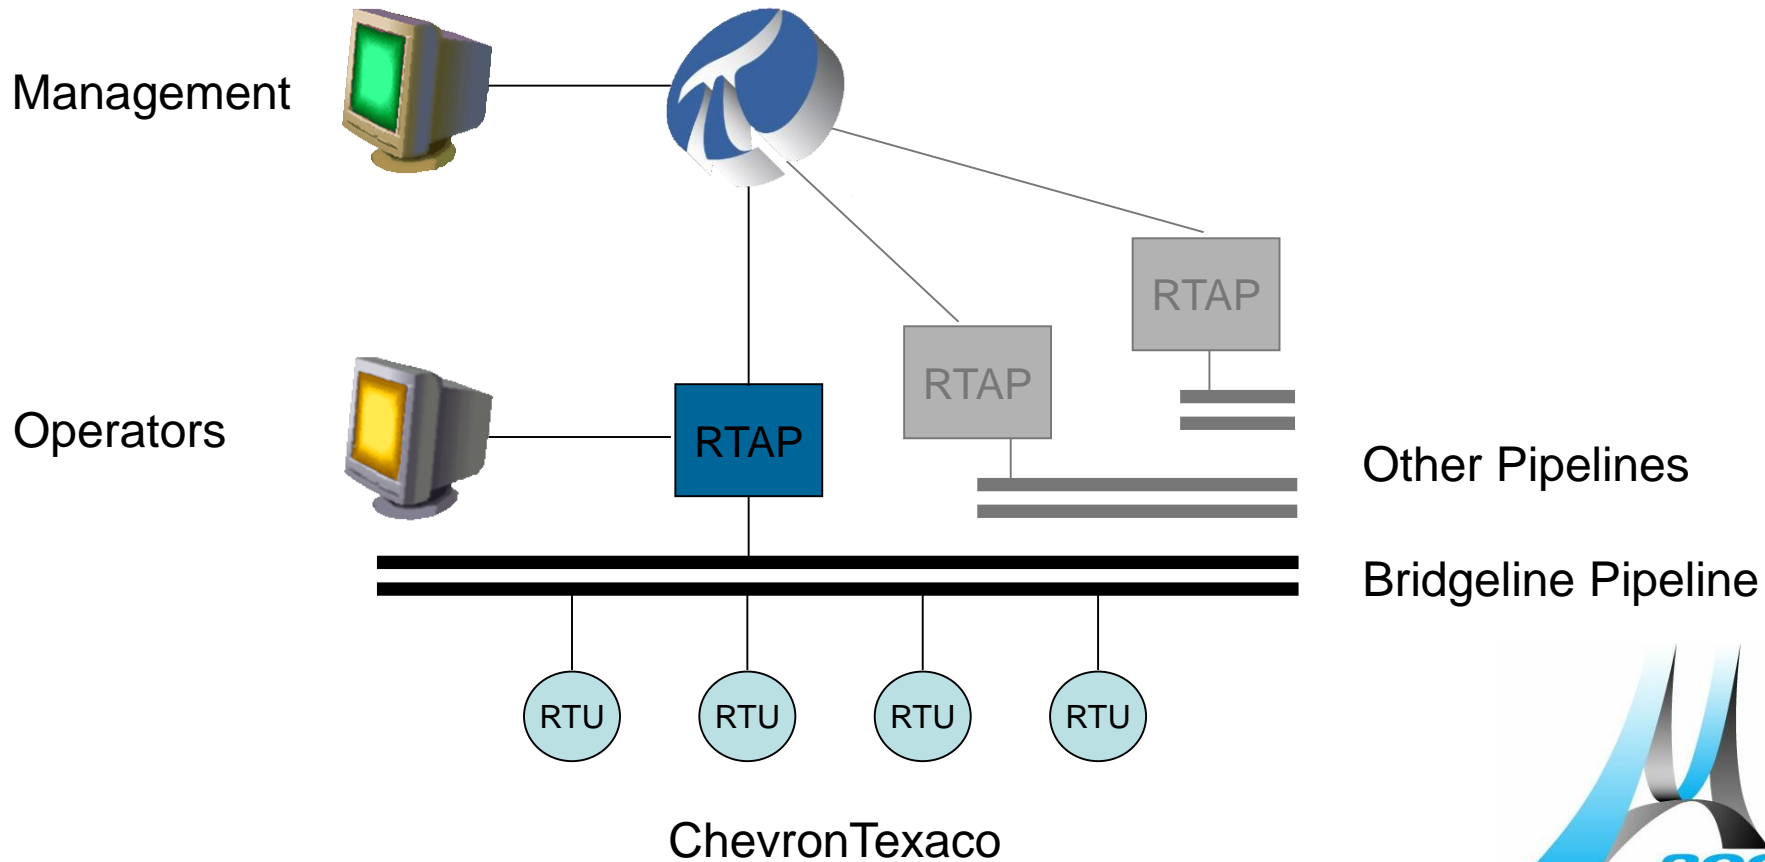 Management
RTAP
RTAP
Operators
RTAP
Other Pipelines
Bridgeline Pipeline
RTU
RTU
RTU
RTU
ChevronTexaco